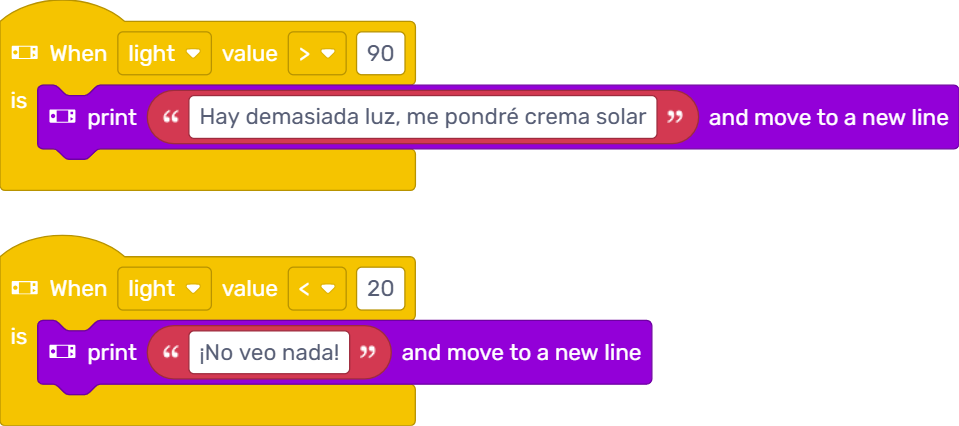 When light value > 90
is
print “ Hay demasiada luz, me pondré crema solar ” and move to a new line
When light value < 20
is
print “ ¡No veo nada! ” and move to a new line